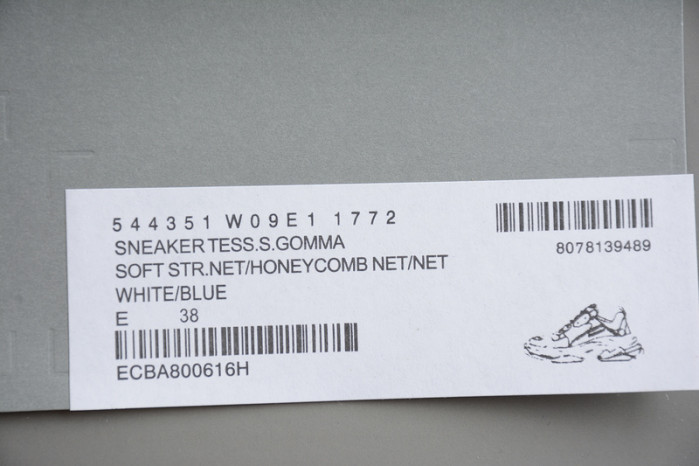 544351 W09E1 1772
8078139489
SNEAKER TESS.S.GOMMA
SOFT STR.NET/HONEYCOMB NET/NET
WHITE/BLUE
E 38
ECBA800616H